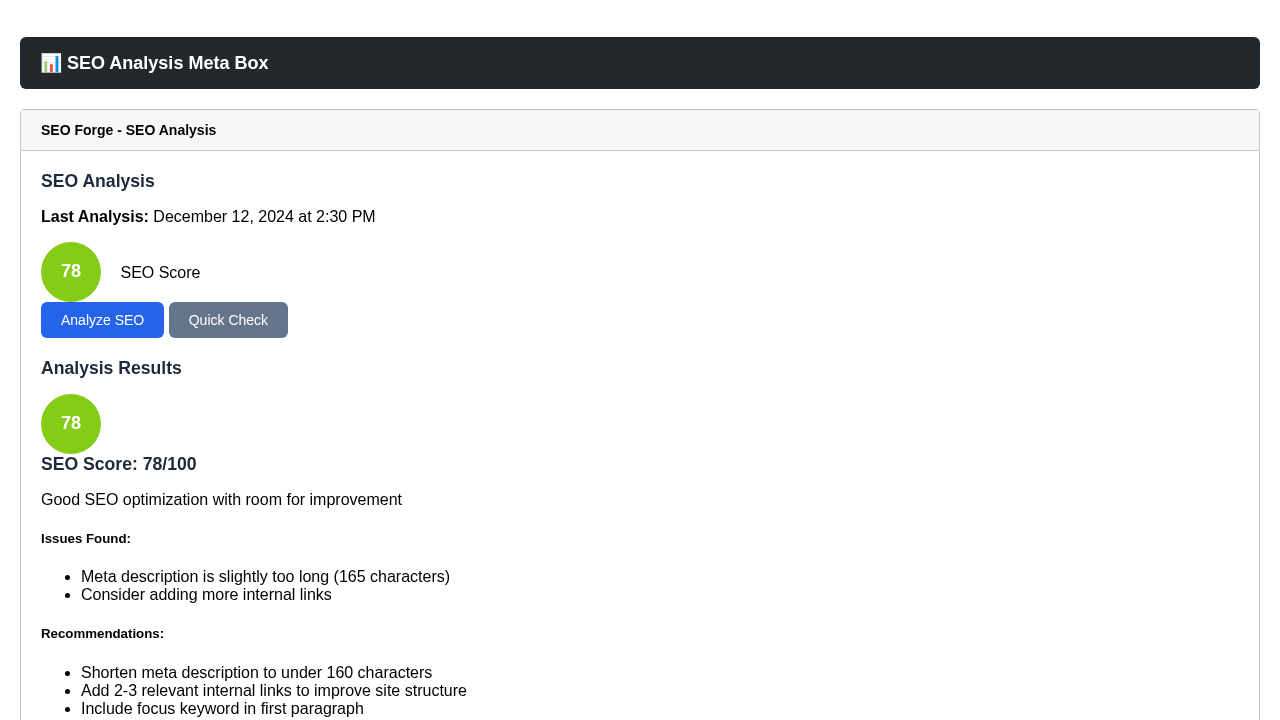 📊 SEO Analysis Meta Box
SEO Forge - SEO Analysis
SEO Analysis
Last Analysis: December 12, 2024 at 2:30 PM
78 SEO Score
Analyze SEO Quick Check
Analysis Results
78
SEO Score: 78/100
Good SEO optimization with room for improvement
Issues Found:
• Meta description is slightly too long (165 characters)
• Consider adding more internal links
Recommendations:
• Shorten meta description to under 160 characters
• Add 2-3 relevant internal links to improve site structure
• Include focus keyword in first paragraph